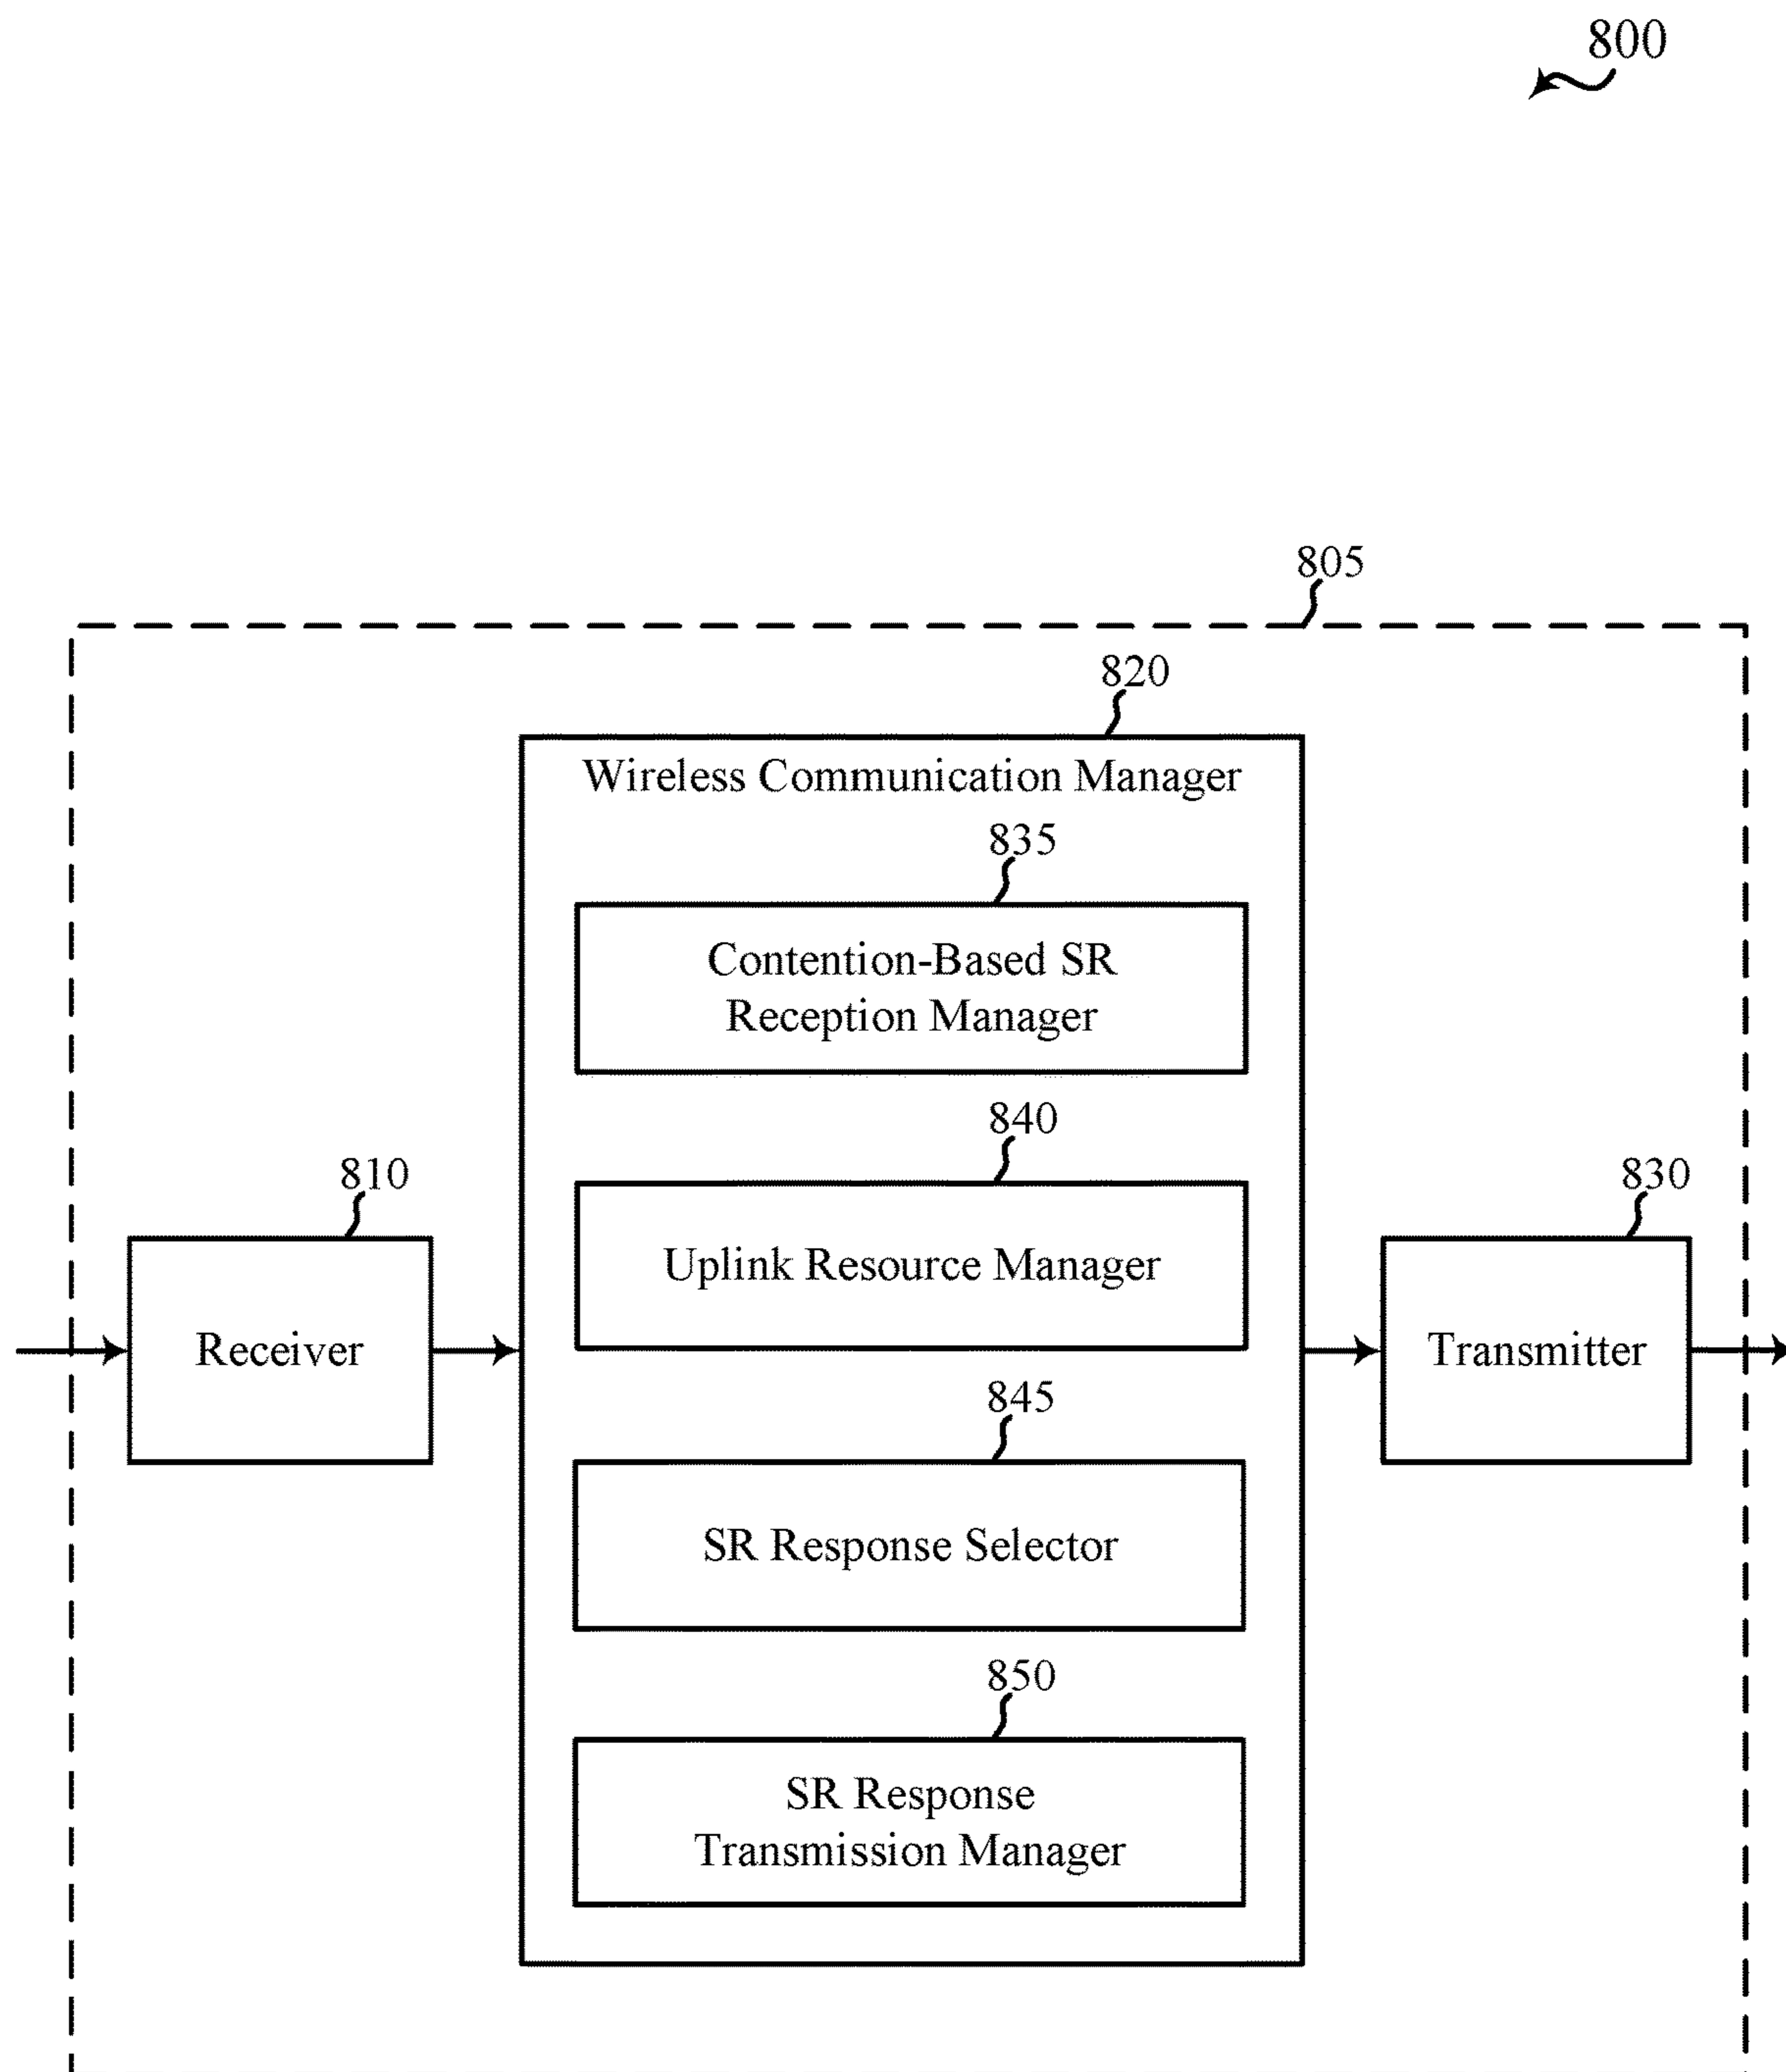 800
805
820
Wireless Communication Manager
835
Contention-Based SR
Reception Manager
840
810
830
Uplink Resource Manager
Receiver
Transmitter
845
SR Response Selector
850
SR Response
Transmission Manager